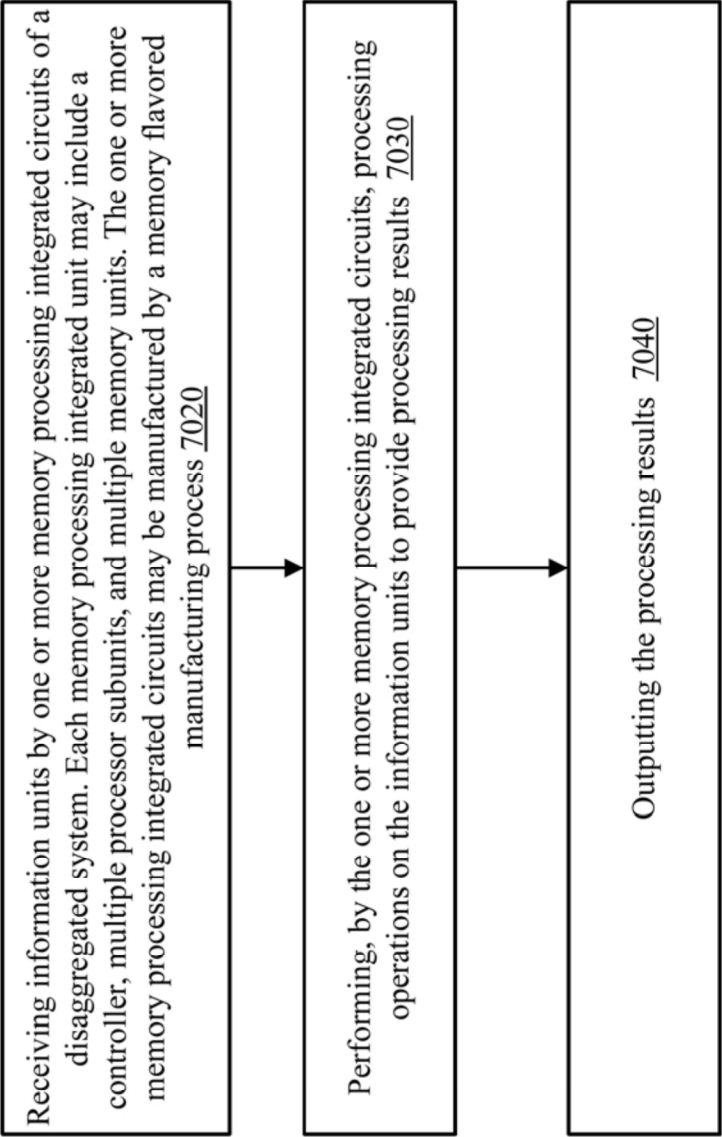 Receiving information units by one or more memory processing integrated circuits of a
disaggregated system. Each memory processing integrated unit may include a
controller, multiple processor subunits, and multiple memory units. The one or more
memory processing integrated circuits may be manufactured by a memory flavored
manufacturing process 7020
Performing, by the one or more memory processing integrated circuits, processing
operations on the information units to provide processing results 7030
Outputting the processing results 7040